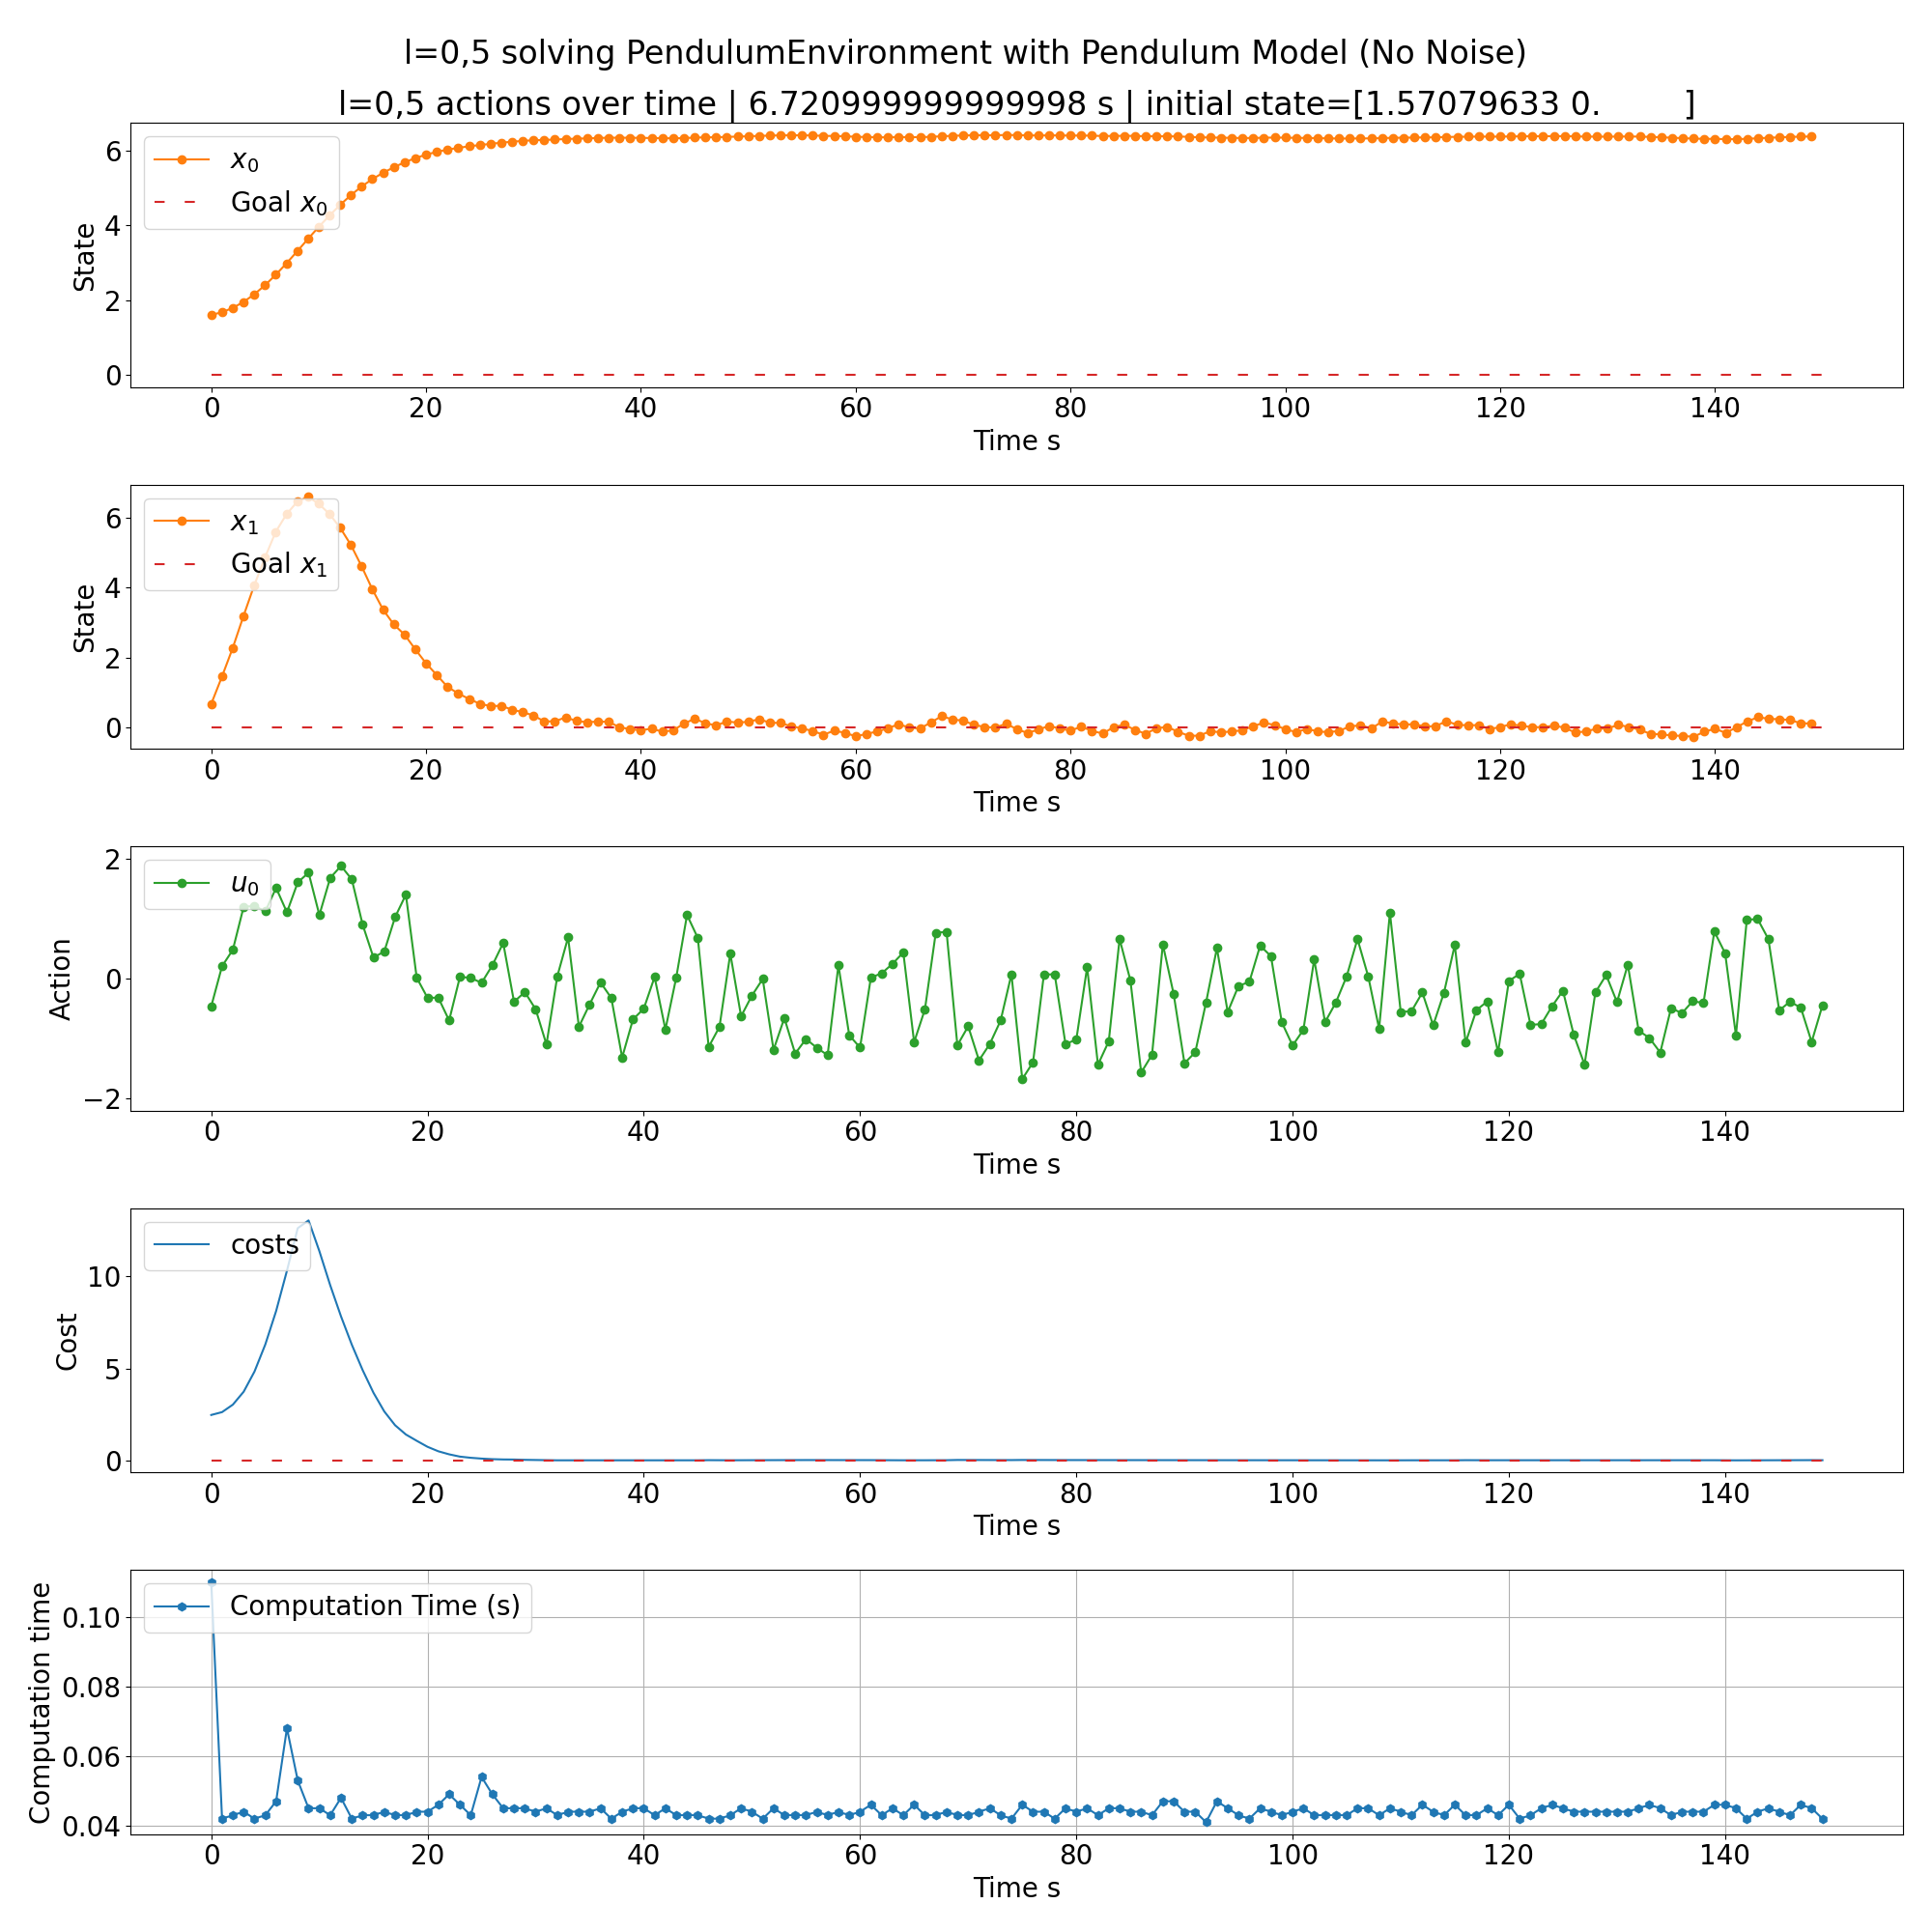 l=0,5 solving PendulumEnvironment with Pendulum Model (No Noise)
l=0,5 actions over time | 6.720999999999998 s | initial state=[1.57079633 0. ]
x_0
Goal x_0
6
4
2
0
State
0 20 40 60 80 100 120 140
Time s
x_1
Goal x_1
6
4
2
0
State
0 20 40 60 80 100 120 140
Time s
u_0
2
0
−2
Action
0 20 40 60 80 100 120 140
Time s
costs
10
5
0
Cost
0 20 40 60 80 100 120 140
Time s
Computation Time (s)
0.10
0.08
0.06
0.04
Computation time
0 20 40 60 80 100 120 140
Time s